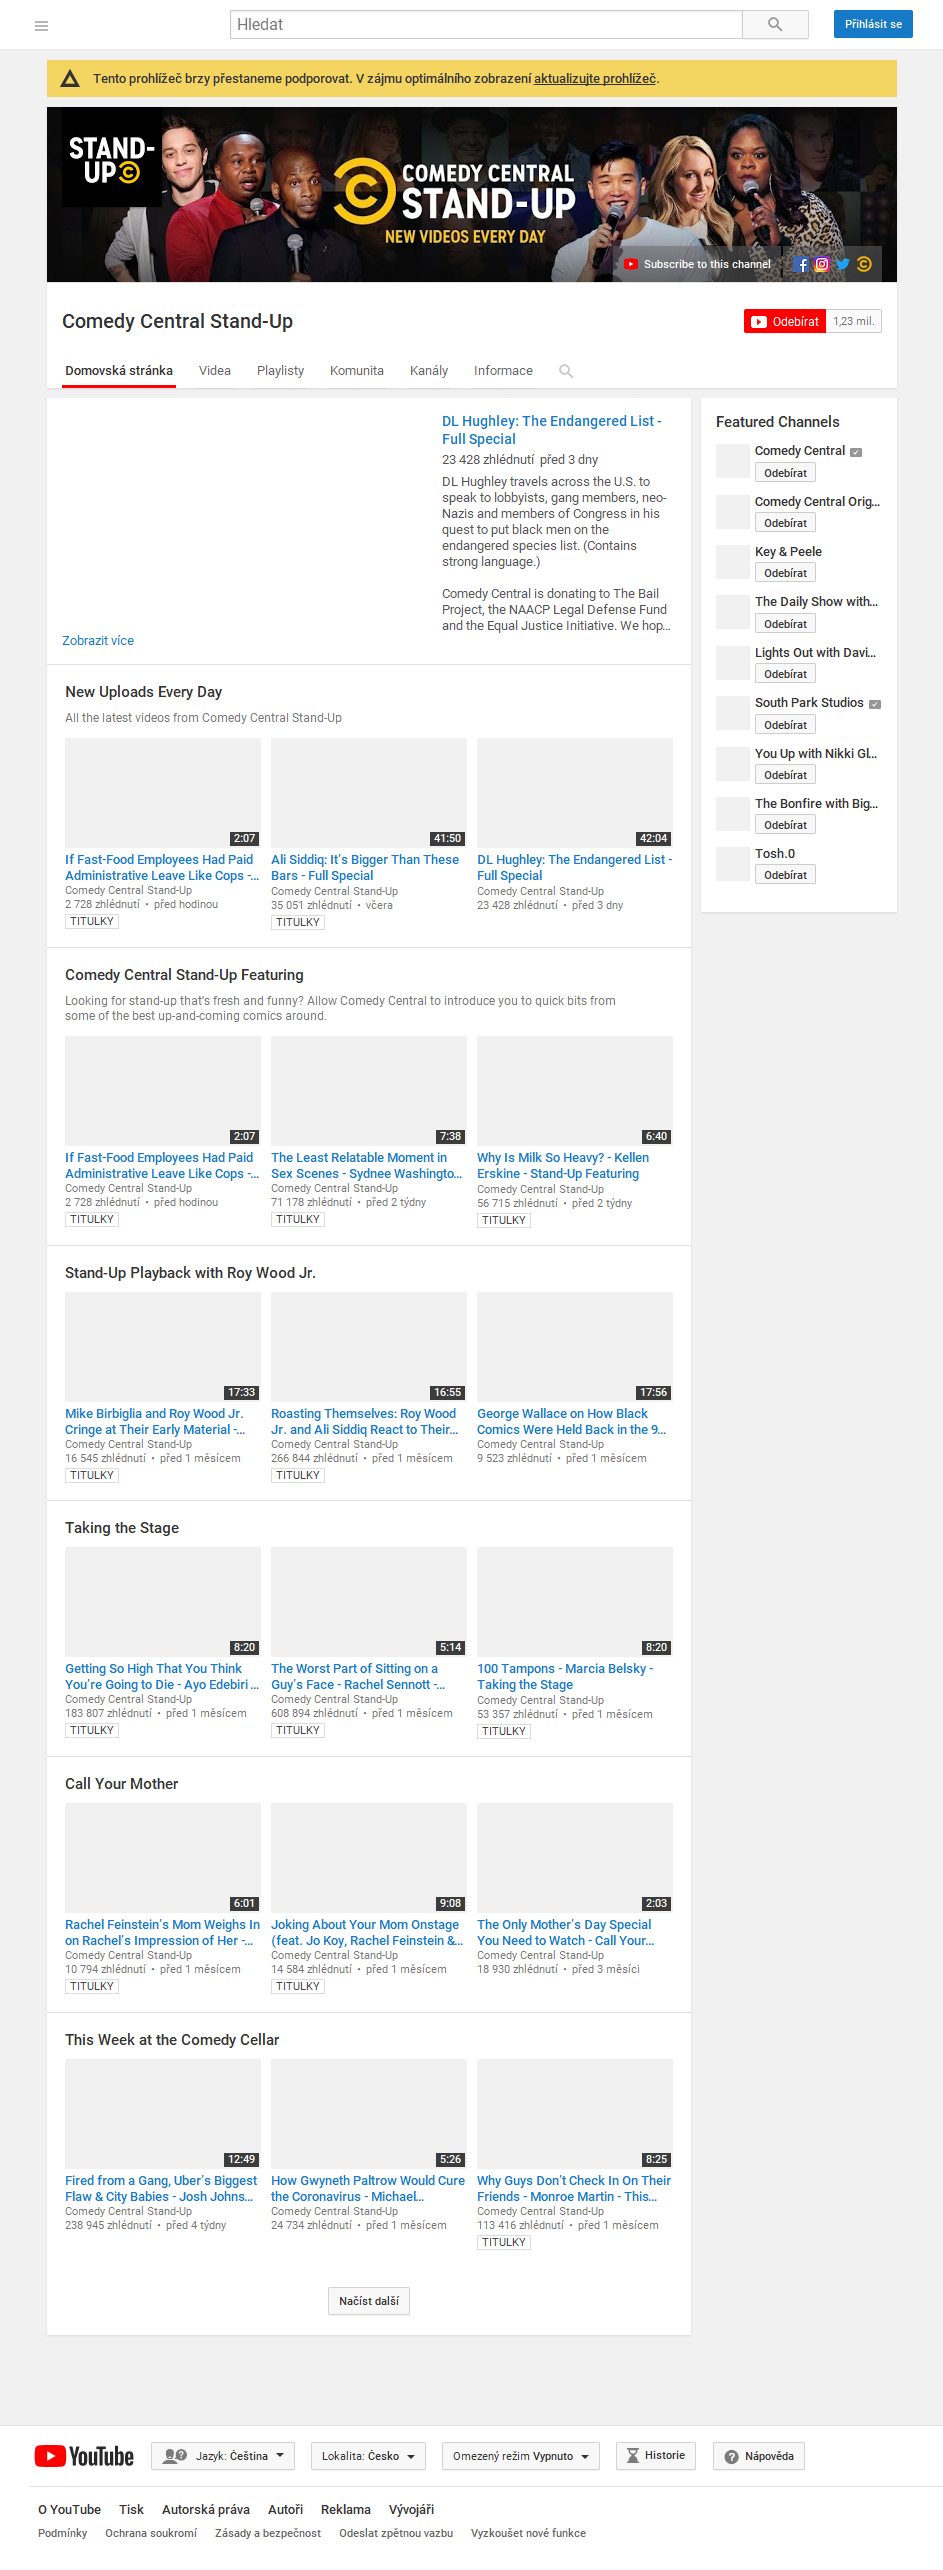 Hledat
Přihlásit se
Tento prohlížeč brzy přestaneme podporovat. V zájmu optimálního zobrazení aktualizujte prohlížeč.
STAND-
UP
COMEDY CENTRAL
STAND-UP
NEW VIDEOS EVERY DAY
Subscribe to this channel
Comedy Central Stand-Up
Odebírat 1,23 mil.
Domovská stránka Videa Playlisty Komunita Kanály Informace
DL Hughley: The Endangered List -
Full Special
23 428 zhlédnutí před 3 dny
DL Hughley travels across the U.S. to
speak to lobbyists, gang members, neo-
Nazis and members of Congress in his
quest to put black men on the
endangered species list. (Contains
strong language.)
Comedy Central is donating to The Bail
Project, the NAACP Legal Defense Fund
and the Equal Justice Initiative. We hop...
Zobrazit více
Featured Channels
Comedy Central
Odebírat
Comedy Central Orig...
Odebírat
Key & Peele
Odebírat
The Daily Show with...
Odebírat
Lights Out with Davi...
Odebírat
South Park Studios
Odebírat
You Up with Nikki Gl...
Odebírat
The Bonfire with Big...
Odebírat
Tosh.0
Odebírat
New Uploads Every Day
All the latest videos from Comedy Central Stand-Up
2:07
If Fast-Food Employees Had Paid
Administrative Leave Like Cops -...
Comedy Central Stand-Up
2 728 zhlédnutí • před hodinou
TITULKY
41:50
Ali Siddiq: It's Bigger Than These
Bars - Full Special
Comedy Central Stand-Up
35 051 zhlédnutí • včera
TITULKY
42:04
DL Hughley: The Endangered List -
Full Special
Comedy Central Stand-Up
23 428 zhlédnutí • před 3 dny
Comedy Central Stand-Up Featuring
Looking for stand-up that's fresh and funny? Allow Comedy Central to introduce you to quick bits from
some of the best up-and-coming comics around.
2:07
If Fast-Food Employees Had Paid
Administrative Leave Like Cops -...
Comedy Central Stand-Up
2 728 zhlédnutí • před hodinou
TITULKY
7:38
The Least Relatable Moment in
Sex Scenes - Sydnee Washingto...
Comedy Central Stand-Up
71 178 zhlédnutí • před 2 týdny
TITULKY
6:40
Why Is Milk So Heavy? - Kellen
Erskine - Stand-Up Featuring
Comedy Central Stand-Up
56 715 zhlédnutí • před 2 týdny
TITULKY
Stand-Up Playback with Roy Wood Jr.
17:33
Mike Birbiglia and Roy Wood Jr.
Cringe at Their Early Material -...
Comedy Central Stand-Up
16 545 zhlédnutí • před 1 měsícem
TITULKY
16:55
Roasting Themselves: Roy Wood
Jr. and Ali Siddiq React to Their...
Comedy Central Stand-Up
266 844 zhlédnutí • před 1 měsícem
TITULKY
17:56
George Wallace on How Black
Comics Were Held Back in the 9...
Comedy Central Stand-Up
9 523 zhlédnutí • před 1 měsícem
Taking the Stage
8:20
Getting So High That You Think
You're Going to Die - Ayo Edebiri ...
Comedy Central Stand-Up
183 807 zhlédnutí • před 1 měsícem
TITULKY
5:14
The Worst Part of Sitting on a
Guy's Face - Rachel Sennott -...
Comedy Central Stand-Up
608 894 zhlédnutí • před 1 měsícem
TITULKY
8:20
100 Tampons - Marcia Belsky -
Taking the Stage
Comedy Central Stand-Up
53 357 zhlédnutí • před 1 měsícem
TITULKY
Call Your Mother
6:01
Rachel Feinstein's Mom Weighs In
on Rachel's Impression of Her -...
Comedy Central Stand-Up
10 794 zhlédnutí • před 1 měsícem
TITULKY
9:08
Joking About Your Mom Onstage
(feat. Jo Koy, Rachel Feinstein &...
Comedy Central Stand-Up
14 584 zhlédnutí • před 1 měsícem
TITULKY
2:03
The Only Mother's Day Special
You Need to Watch - Call Your...
Comedy Central Stand-Up
18 930 zhlédnutí • před 3 měsíci
This Week at the Comedy Cellar
12:49
Fired from a Gang, Uber's Biggest
Flaw & City Babies - Josh Johns...
Comedy Central Stand-Up
238 945 zhlédnutí • před 4 týdny
5:26
How Gwyneth Paltrow Would Cure
the Coronavirus - Michael...
Comedy Central Stand-Up
24 734 zhlédnutí • před 1 měsícem
8:25
Why Guys Don't Check In On Their
Friends - Monroe Martin - This...
Comedy Central Stand-Up
113 416 zhlédnutí • před 1 měsícem
TITULKY
Načíst další
YouTube Jazyk: Čeština Lokalita: Česko Omezený režim Vypnuto Historie Nápověda
O YouTube Tisk Autorská práva Autoři Reklama Vývojáři
Podmínky Ochrana soukromí Zásady a bezpečnost Odeslat zpětnou vazbu Vyzkoušet nové funkce